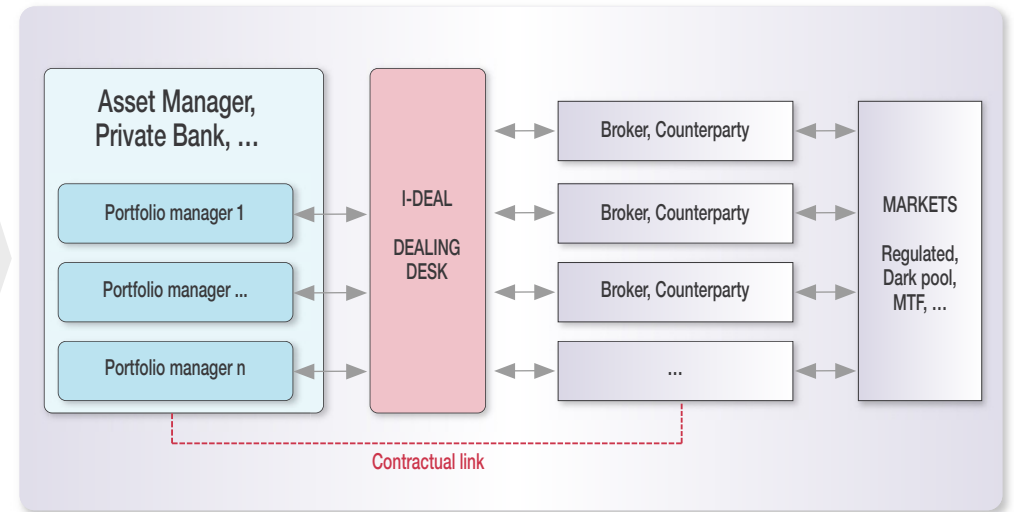 Asset Manager,
Private Bank, ...
Portfolio manager 1
Portfolio manager ...
Portfolio manager n
I-DEAL
DEALING
DESK
Broker, Counterparty
Broker, Counterparty
Broker, Counterparty
...
MARKETS
Regulated,
Dark pool,
MTF, ...
Contractual link